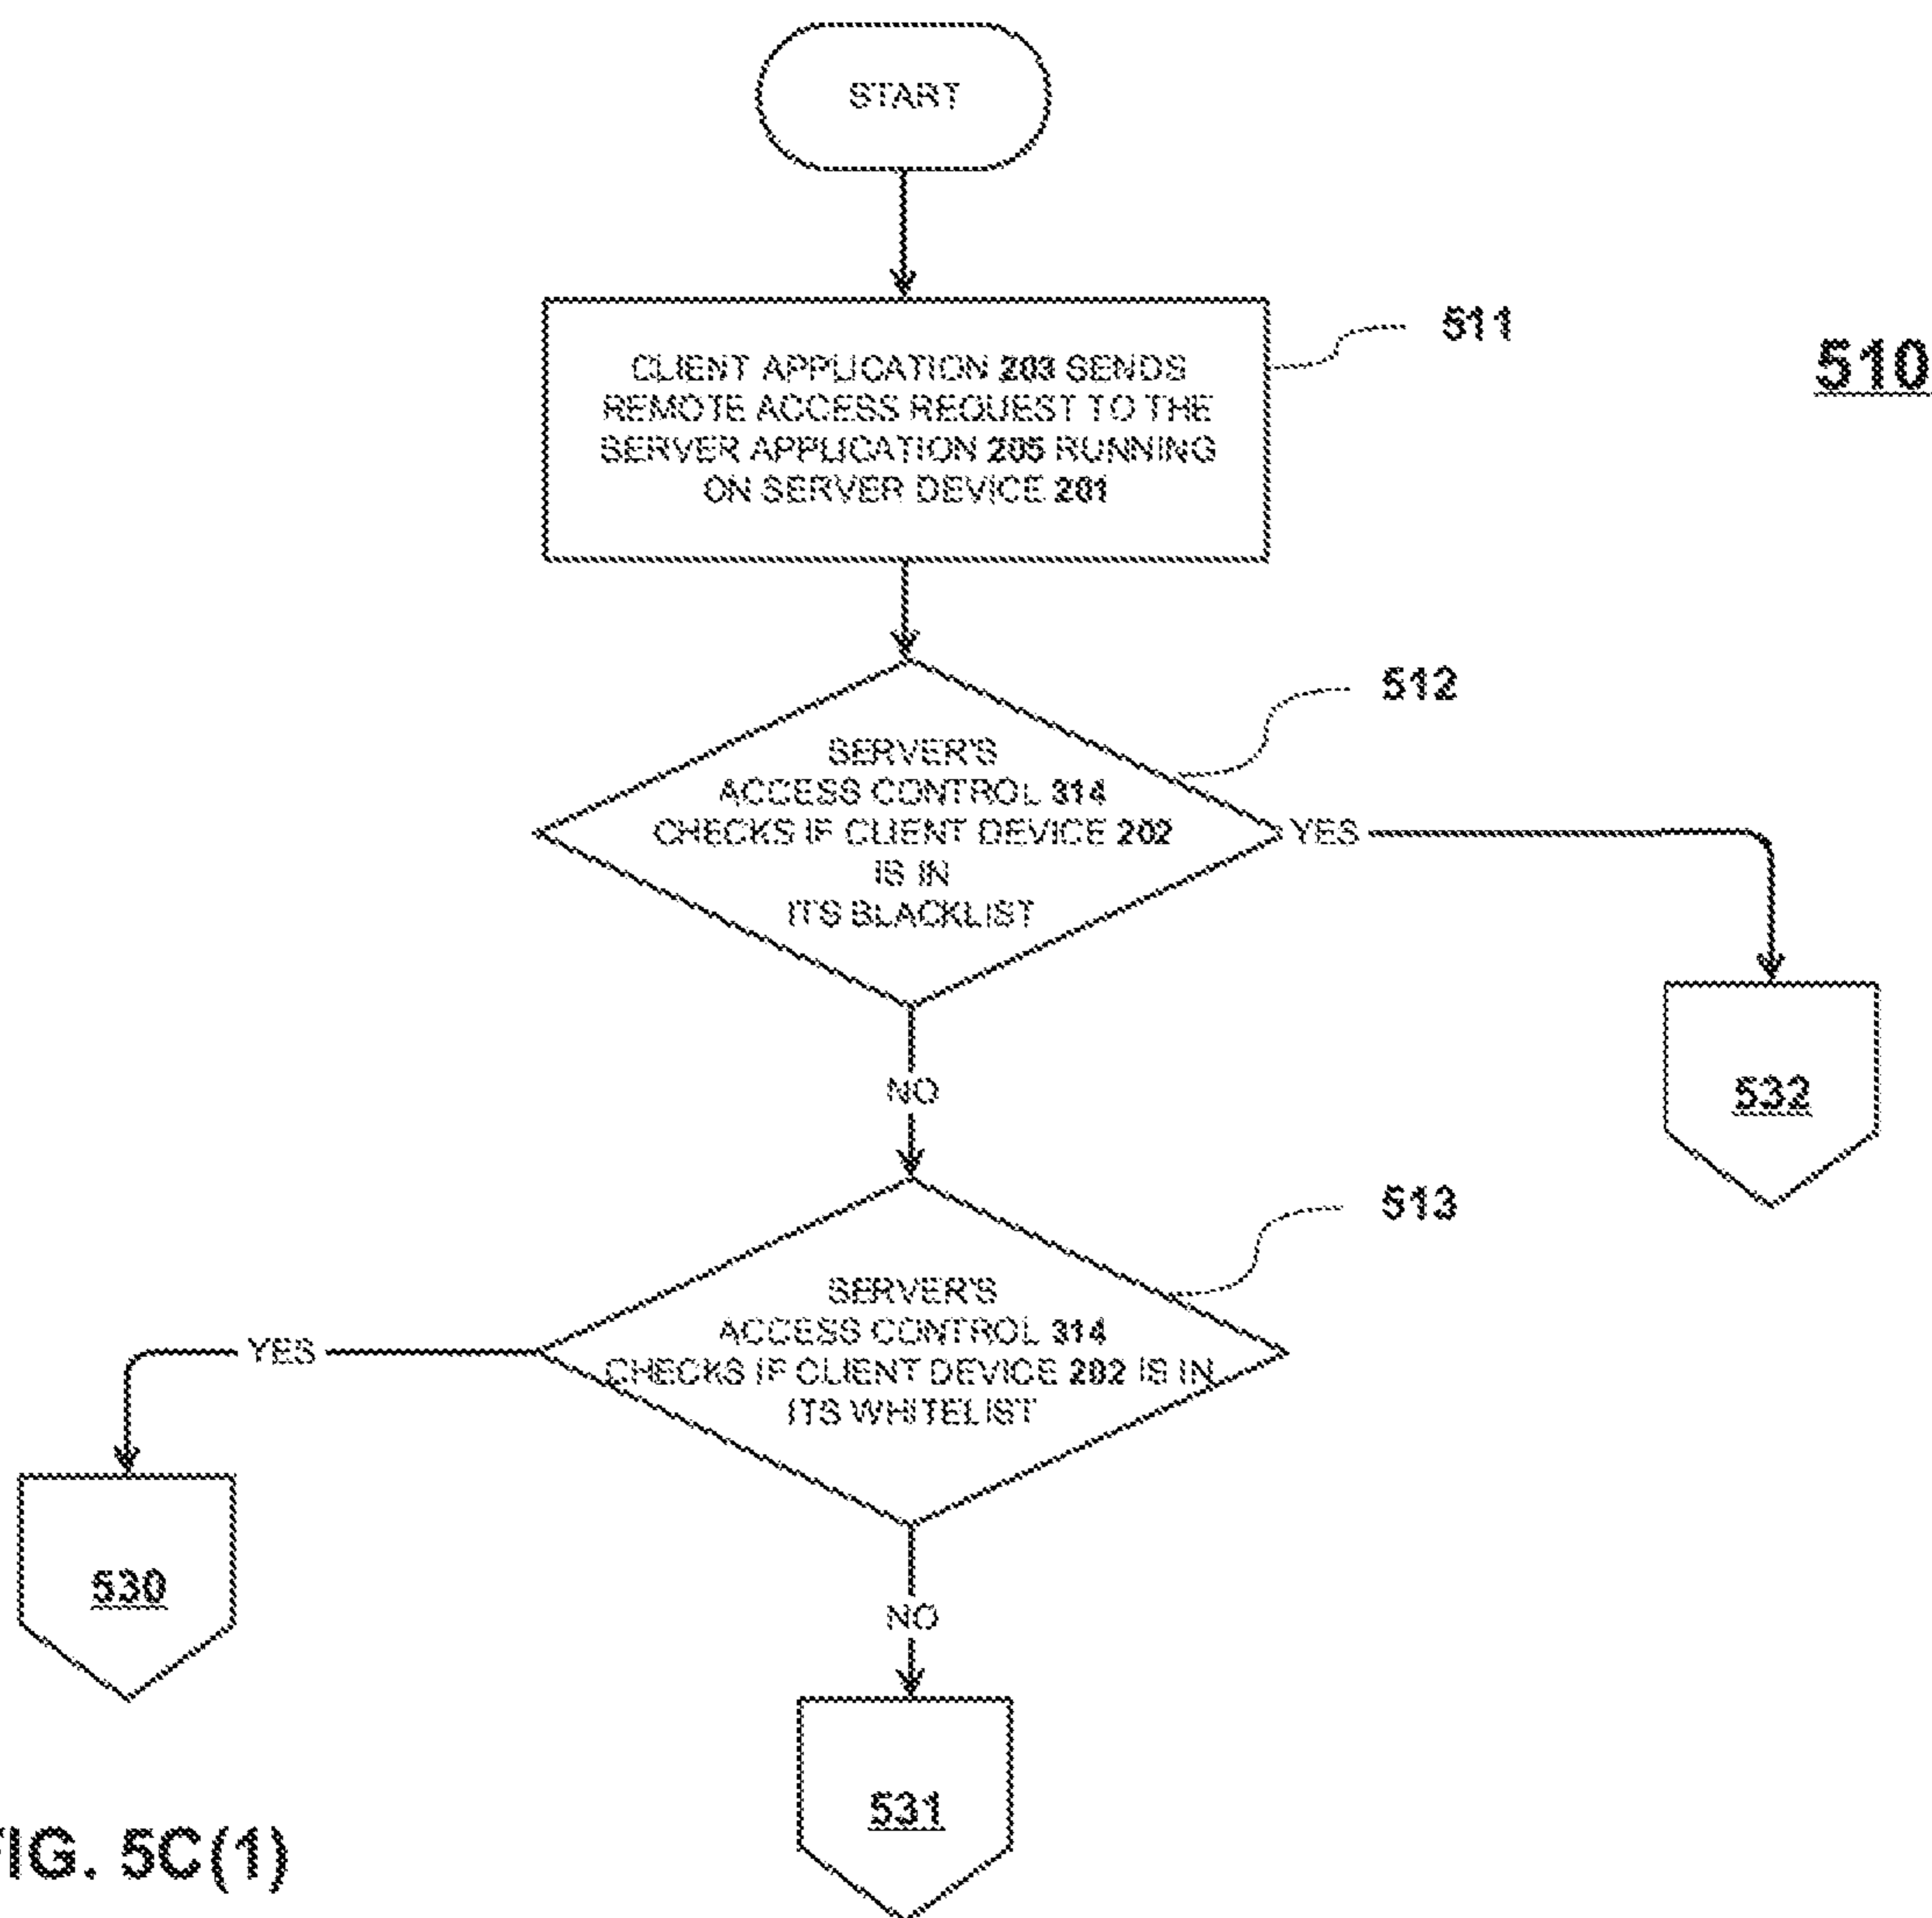 START
511
510
CLIENT APPLICATION 203 SENDS
REMOTE ACCESS REQUEST TO THE
SERVER APPLICATION 205 RUNNING
ON SERVER DEVICE 201
512
SERVER'S
ACCESS CONTROL 314
CHECKS IF CLIENT DEVICE 202
IS IN
ITS BLACKLIST
YES
532
NO
513
SERVER'S
ACCESS CONTROL 314
CHECKS IF CLIENT DEVICE 202 IS IN
ITS WHITELIST
YES
530
NO
531
FIG. 5C(1)